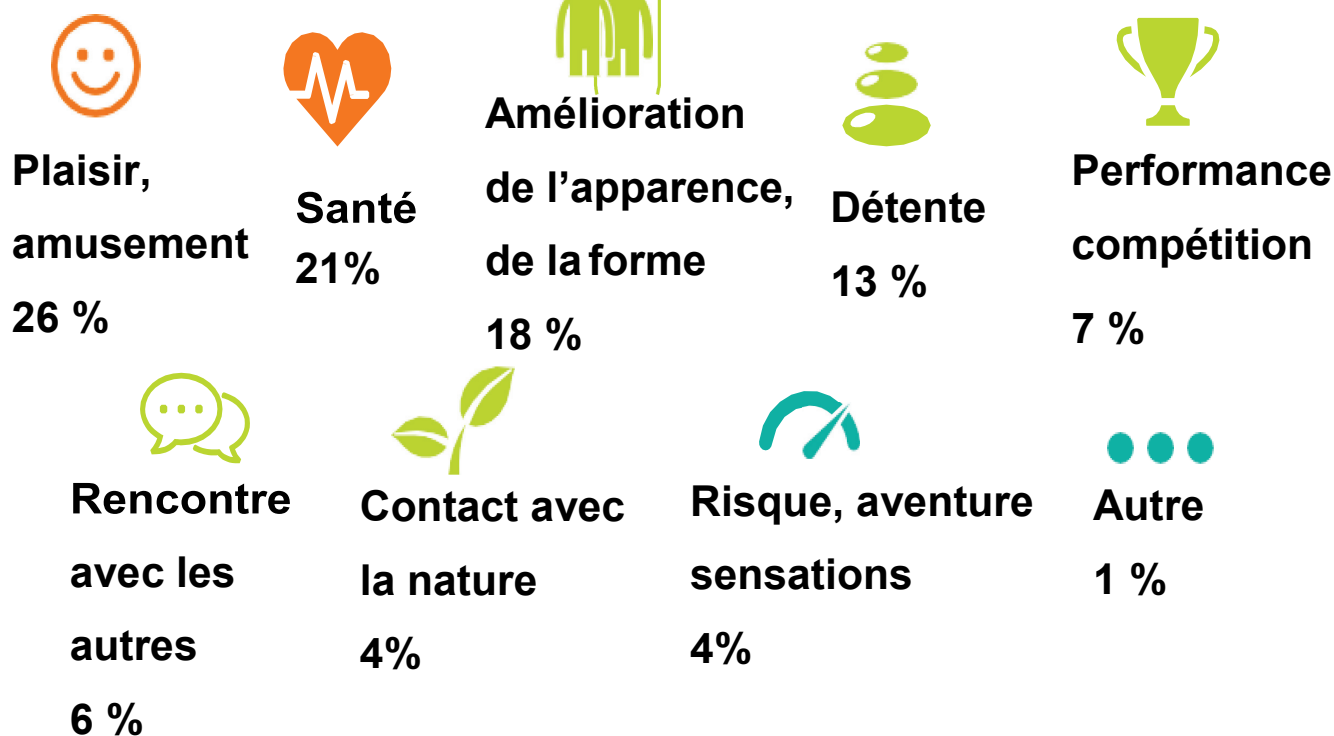 Plaisir,
amusement
26 %
Santé
21%
Amélioration
de l’apparence,
de la forme
18 %
Détente
13 %
Performance
compétition
7 %
Rencontre
avec les
autres
6 %
Contact avec
la nature
4%
Risque, aventure
sensations
4%
Autre
1 %